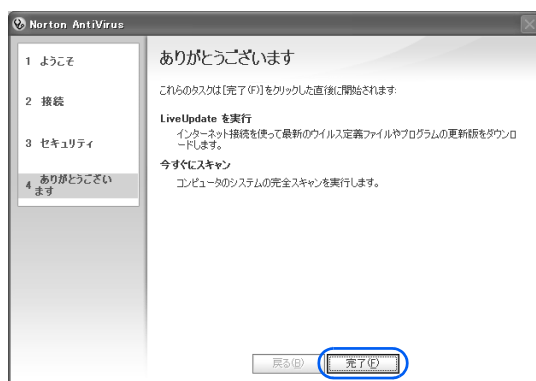 Norton AntiVirus
1 ようこそ
2 接続
3 セキュリティ
4 ありがとうござい
ます
ありがとうございます
これらのタスクは[完了(F)]をクリックした直後に開始されます:
LiveUpdate を実行
インターネット接続を使って最新のウイルス定義ファイルやプログラムの更新版をダウンロ
ードします。
今すぐにスキャン
コンピュータのシステムの完全スキャンを実行します。
戻る(B)
完了(F)